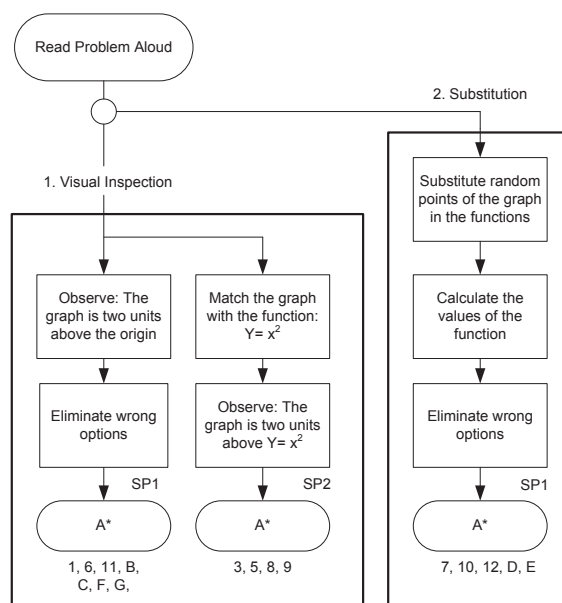 Read Problem Aloud
2. Substitution
1. Visual Inspection
Observe: The
graph is two units
above the origin
Eliminate wrong
options
SP1
A*
1, 6, 11, B,
C, F, G,
Match the graph
with the function:
Y= x²
Observe: The
graph is two units
above Y= x²
SP2
A*
3, 5, 8, 9
Substitute random
points of the graph
in the functions
Calculate the
values of the
function
Eliminate wrong
options
SP1
A*
7, 10, 12, D, E